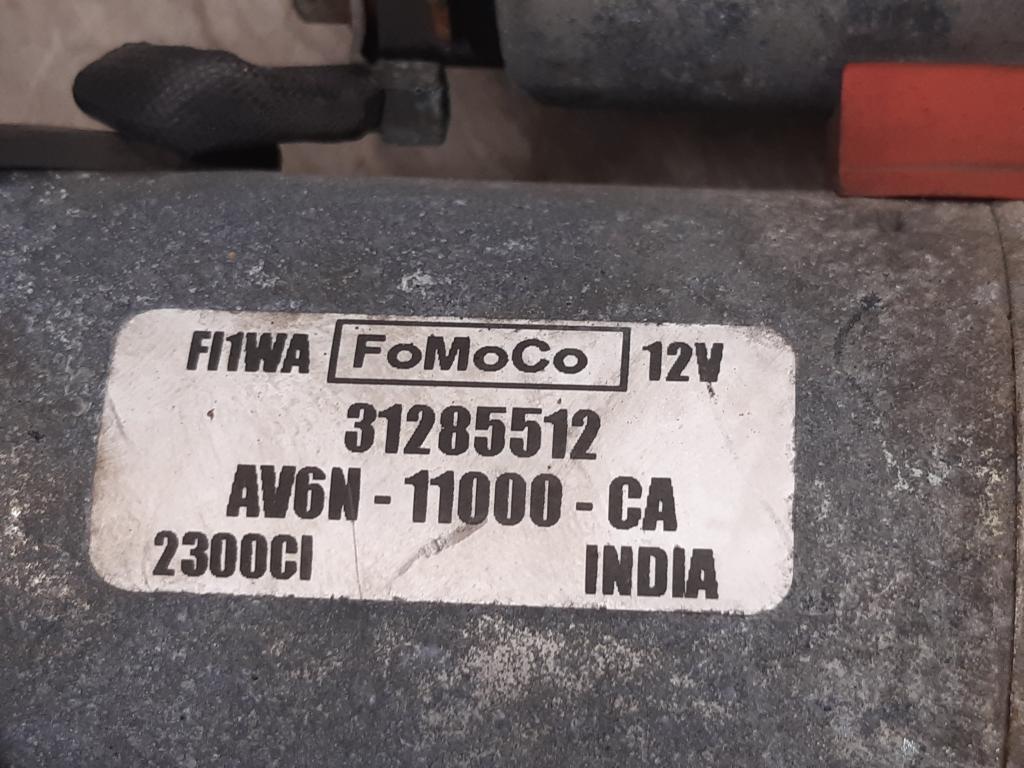 FI1WA FoMoCo 12V
31285512
AV6N - 11000 - CA
2300CI INDIA